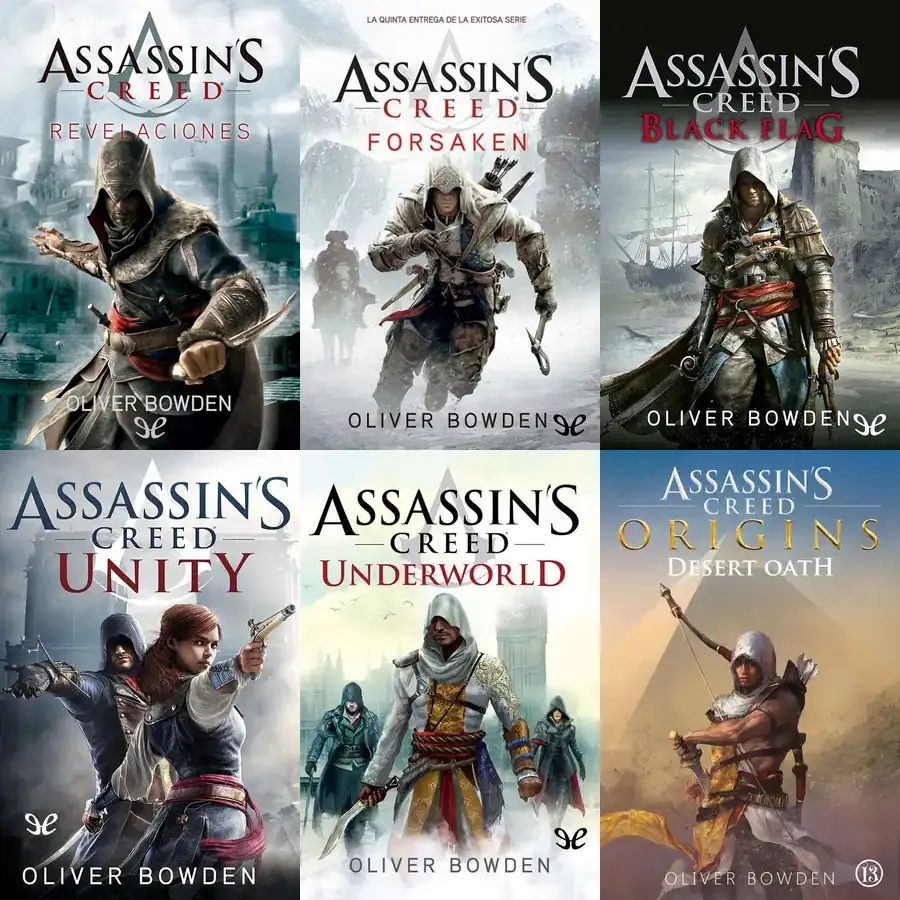 ASSASSIN'S
CREED
REVELACIONES
OLIVER BOWDEN
LA QUINTA ENTREGA DE LA EXITOSA SERIE
ASSASSIN'S
CREED
FORSAKEN
OLIVER BOWDEN
ASSASSIN'S
CREED
BLACK FLAG
OLIVER BOWDEN
ASSASSIN'S
CREED
UNITY
OLIVER BOWDEN
ASSASSIN'S
CREED
UNDERWORLD
OLIVER BOWDEN
ASSASSIN'S
CREED
ORIGINS
DESERT OATH
OLIVER BOWDEN
13